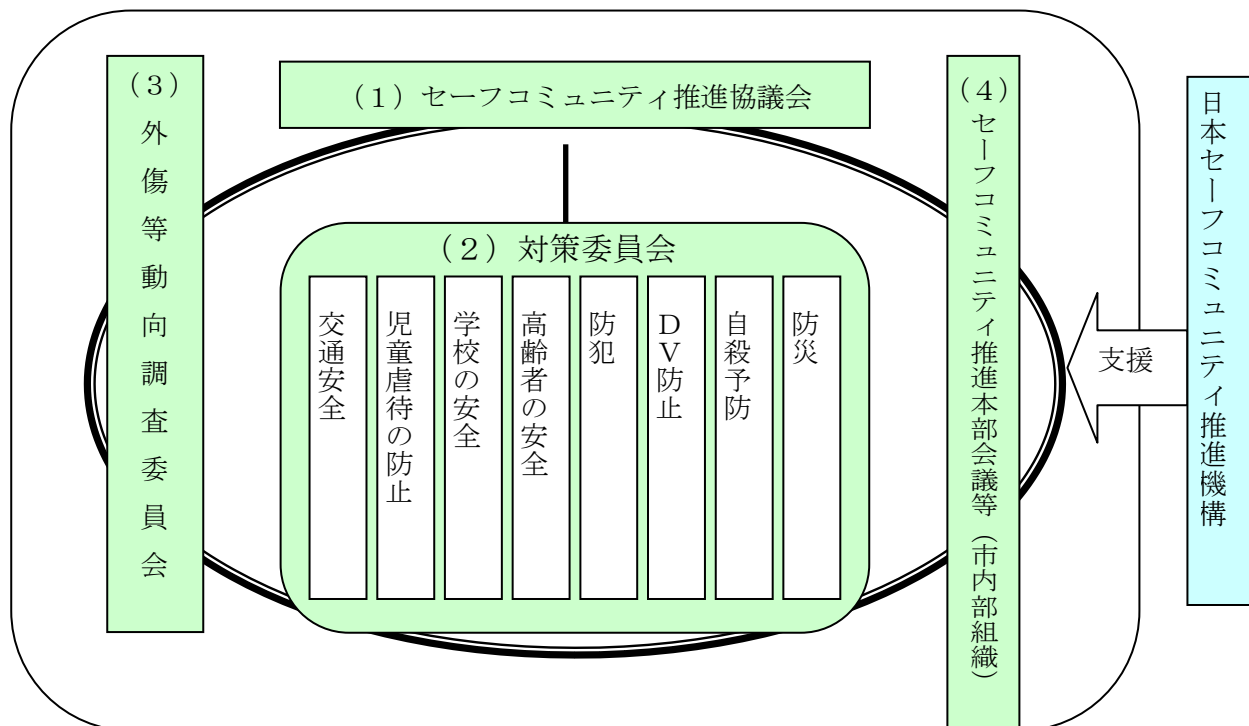 (1)セーフコミュニティ推進協議会
(2)対策委員会
交通安全
児童虐待の防止
学校の安全
高齢者の安全
防犯
DV防止
自殺予防
防災
(3)外傷等動向調査委員会
(4)セーフコミュニティ推進本部会議等(市内部組織)
支援
日本セーフコミュニティ推進機構